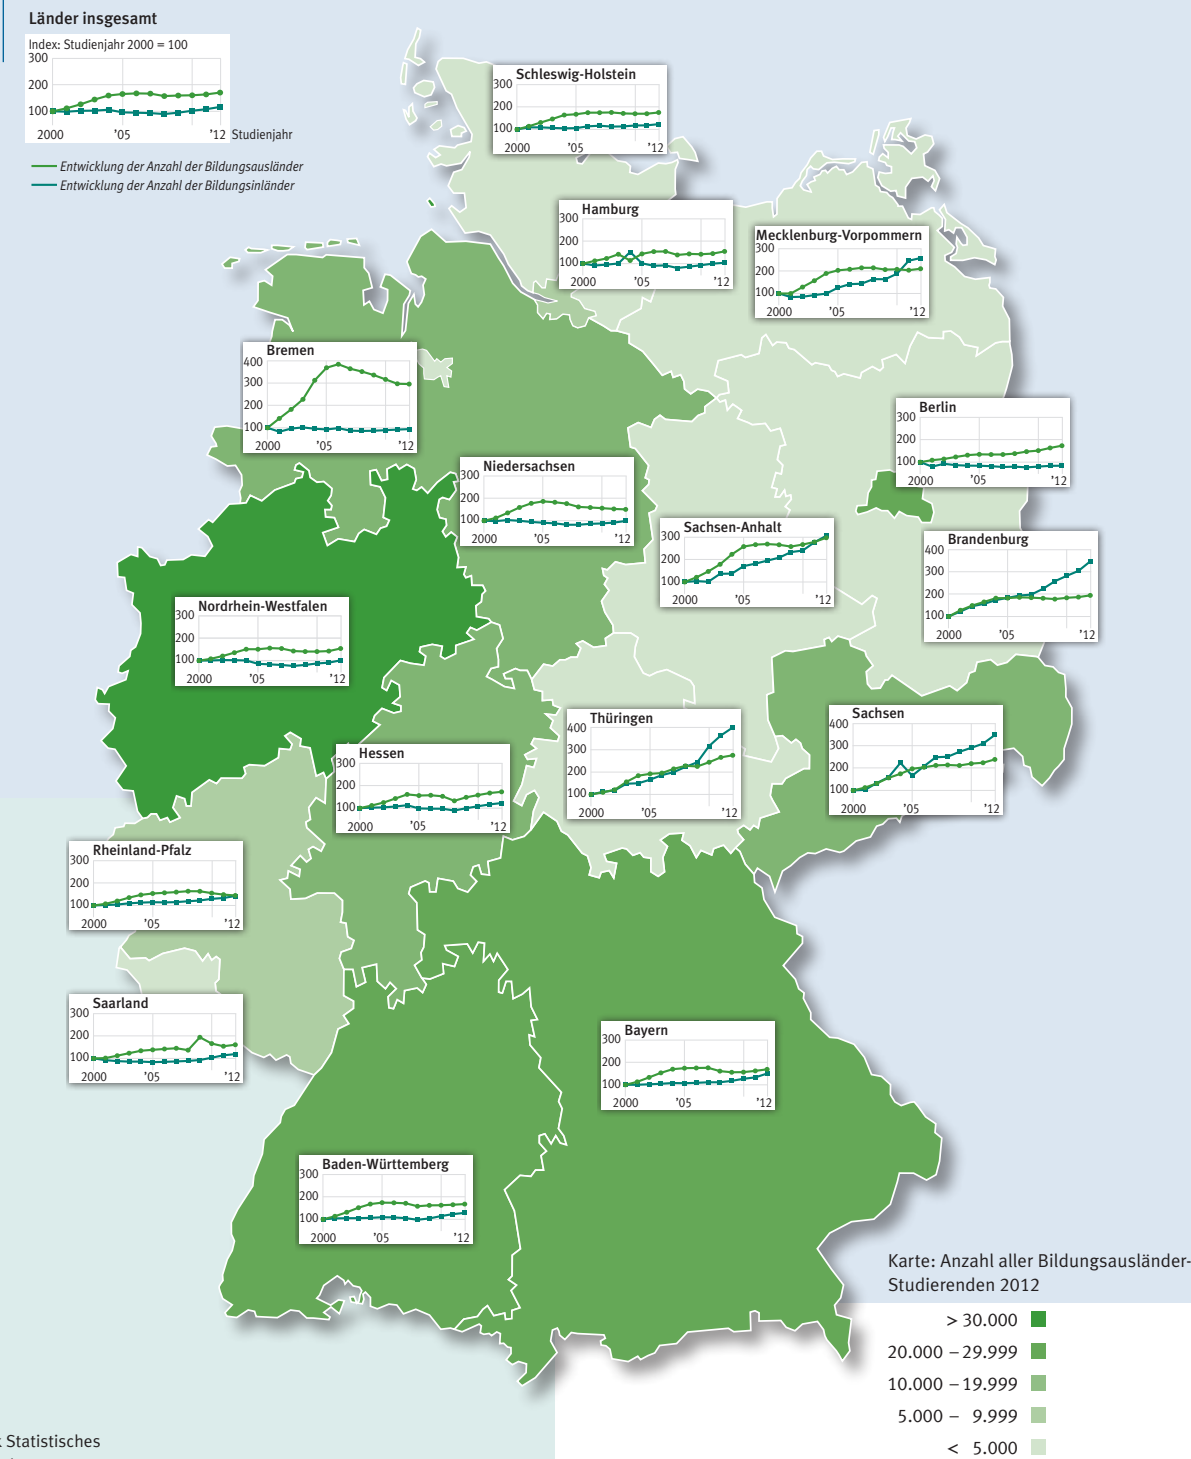 Länder insgesamt
Index: Studienjahr 2000 = 100
300
200
100
2000 '05 '12 Studienjahr
Entwicklung der Anzahl der Bildungsausländer
Entwicklung der Anzahl der Bildungsinländer
Schleswig-Holstein
300
200
100
2000 '05 '12
Hamburg
300
200
100
2000 '05 '12
Mecklenburg-Vorpommern
300
200
100
2000 '05 '12
Bremen
400
300
200
100
2000 '05 '12
Berlin
300
200
100
2000 '05 '12
Niedersachsen
300
200
100
2000 '05 '12
Sachsen-Anhalt
300
200
100
2000 '05 '12
Brandenburg
400
300
200
100
2000 '05 '12
Nordrhein-Westfalen
300
200
100
2000 '05 '12
Thüringen
400
300
200
100
2000 '05 '12
Sachsen
400
300
200
100
2000 '05 '12
Hessen
300
200
100
2000 '05 '12
Rheinland-Pfalz
300
200
100
2000 '05 '12
Saarland
300
200
100
2000 '05 '12
Bayern
300
200
100
2000 '05 '12
Baden-Württemberg
300
200
100
2000 '05 '12
Karte: Anzahl aller Bildungsausländer-
Studierenden 2012
> 30.000
20.000 – 29.999
10.000 – 19.999
5.000 – 9.999
< 5.000
Statistisches